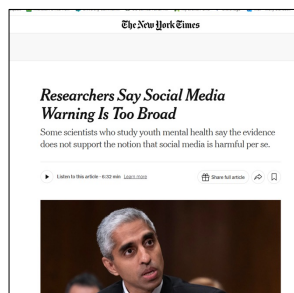 The New York Times
Researchers Say Social Media
Warning Is Too Broad
Some scientists who study youth mental health say the evidence
does not support the notion that social media is harmful per se.
Listen to this article · 6:32 min Learn more
Share full article